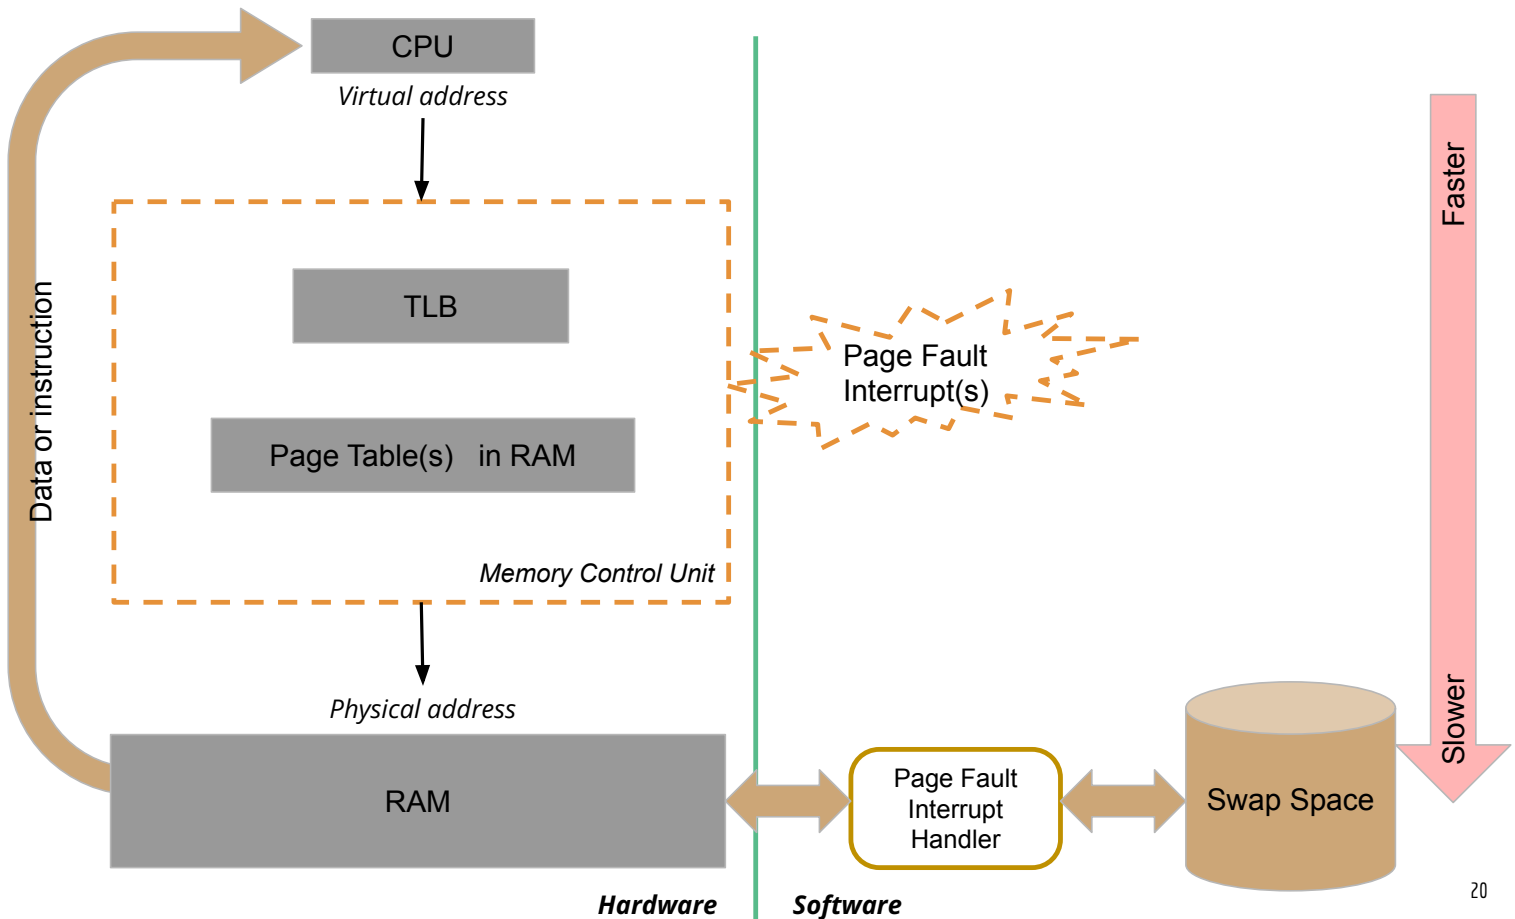 CPU
Virtual address
Faster
Data or instruction
TLB
Page Fault
Interrupt(s)
Page Table(s) in RAM
Memory Control Unit
Physical address
Slower
RAM
Page Fault
Interrupt
Handler
Swap Space
Hardware
Software
20